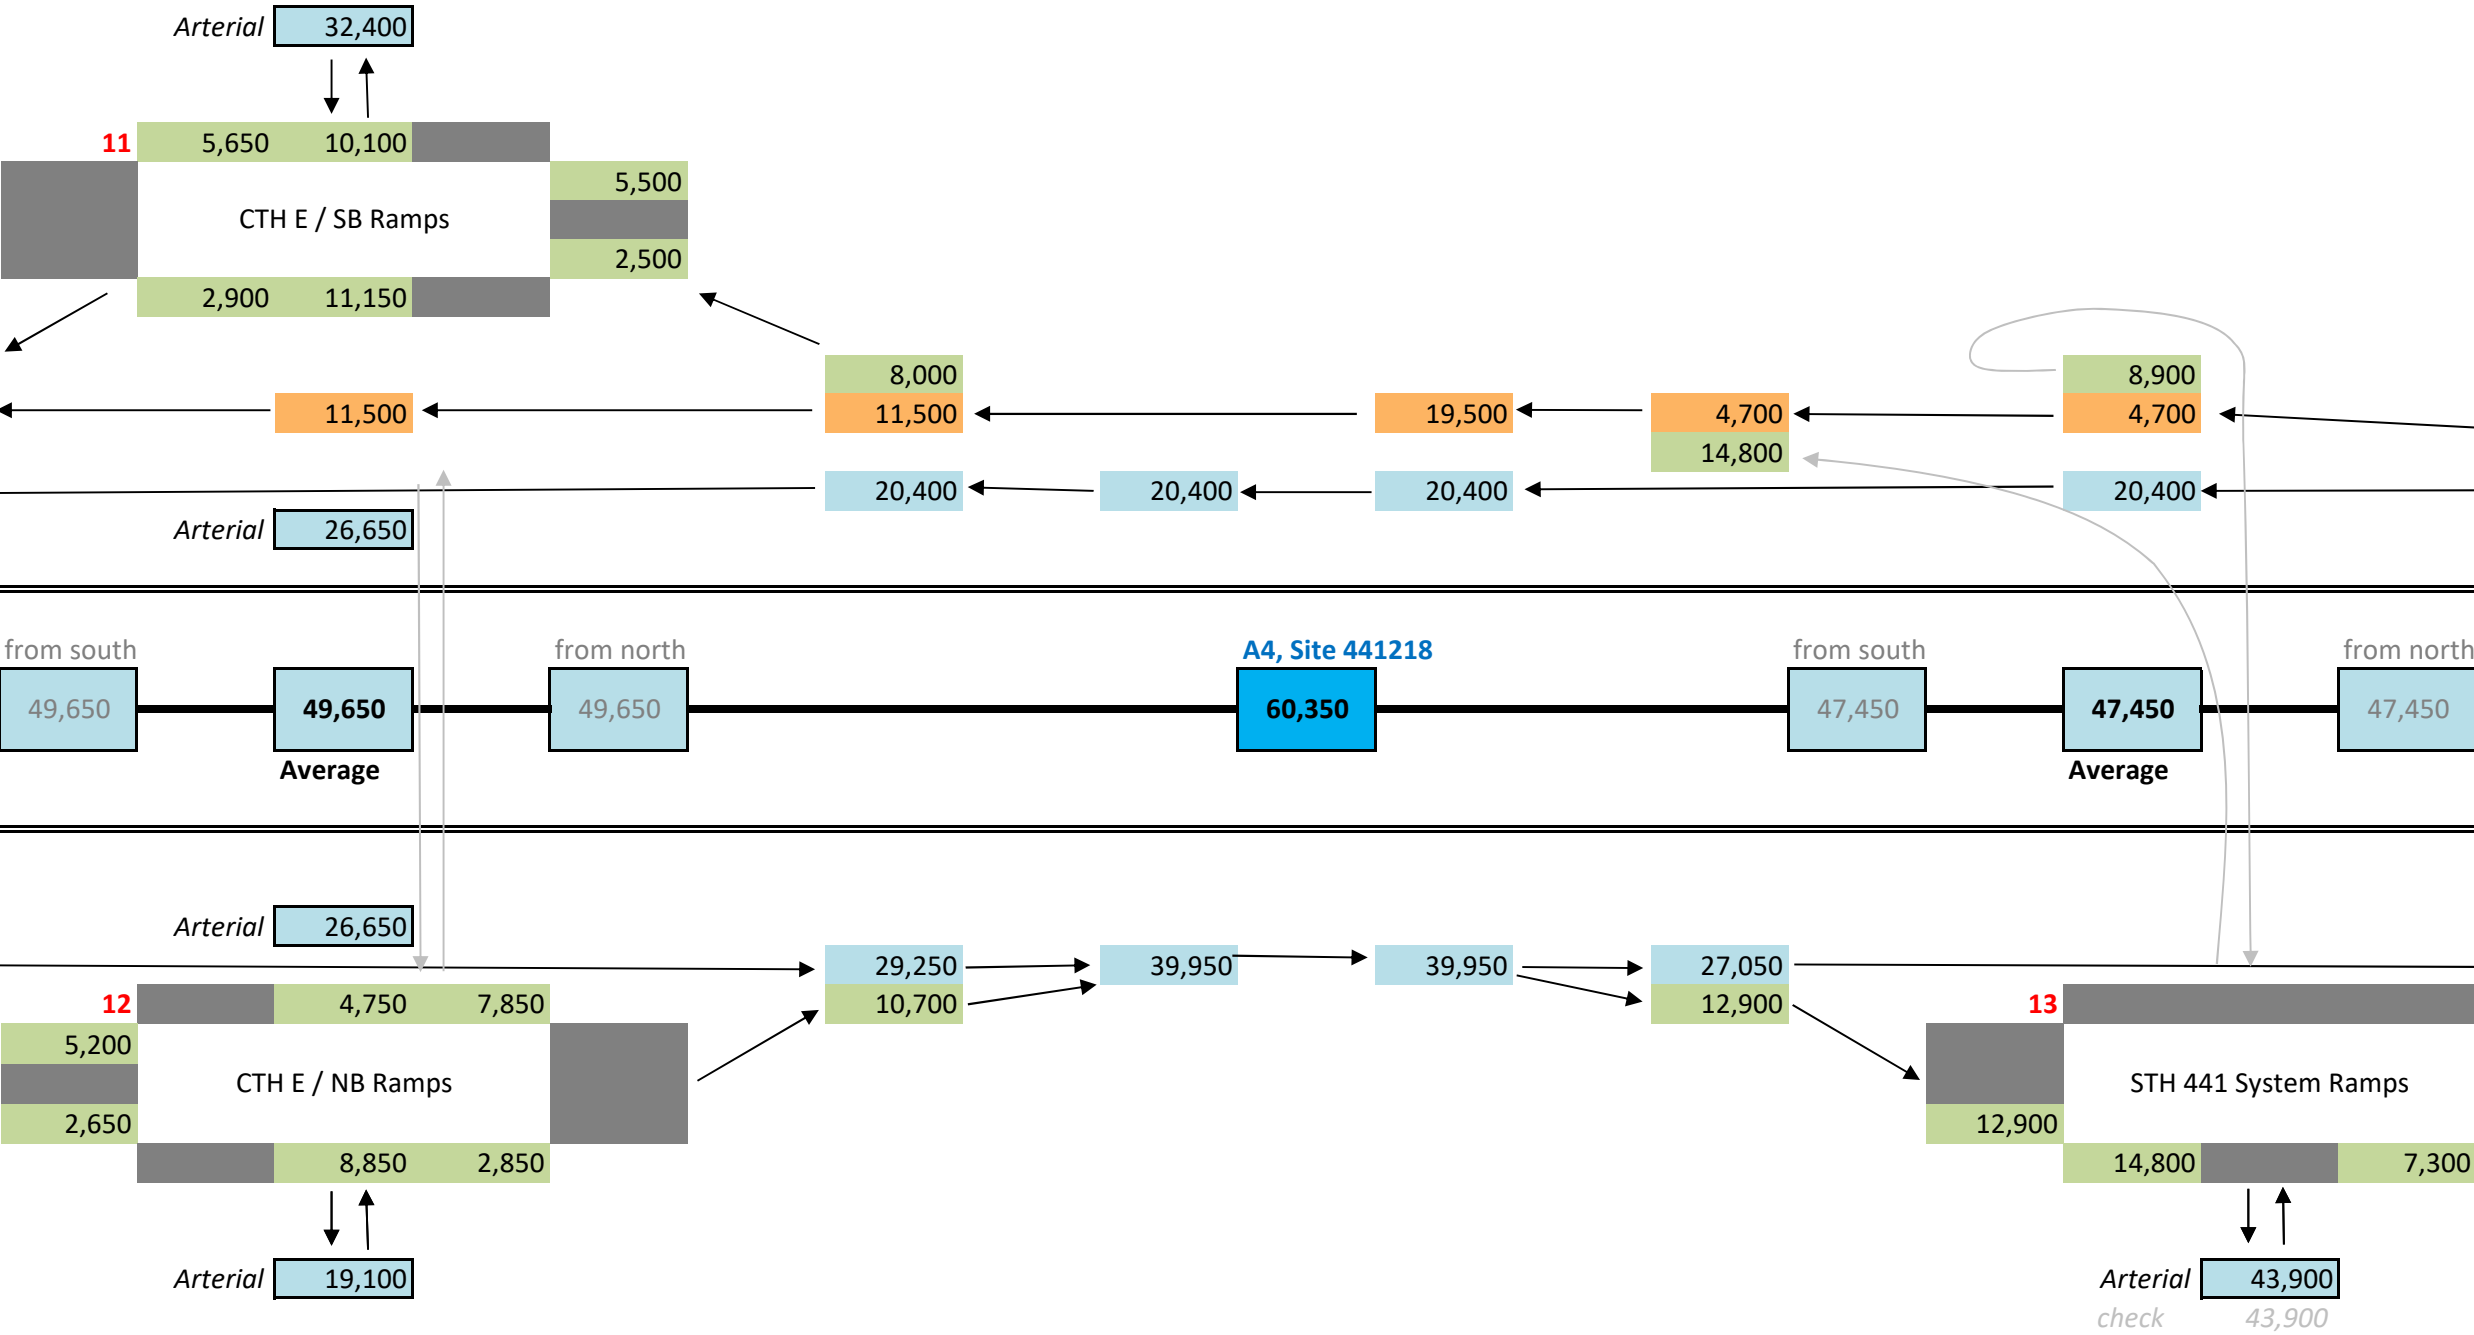 Arterial 32,400
11 5,650 10,100
5,500
CTH E / SB Ramps
2,500
2,900 11,150
8,000 8,900
11,500 11,500 19,500 4,700 4,700
14,800
20,400 20,400 20,400 20,400
Arterial 26,650
from south from north A4, Site 441218 from south from north
49,650 49,650 49,650 60,350 47,450 47,450 47,450
Average Average
Arterial 26,650
29,250 39,950 39,950 27,050
12 4,750 7,850 10,700 12,900 13
5,200
CTH E / NB Ramps STH 441 System Ramps
2,650 12,900
8,850 2,850 14,800 7,300
Arterial 19,100 Arterial 43,900
check 43,900